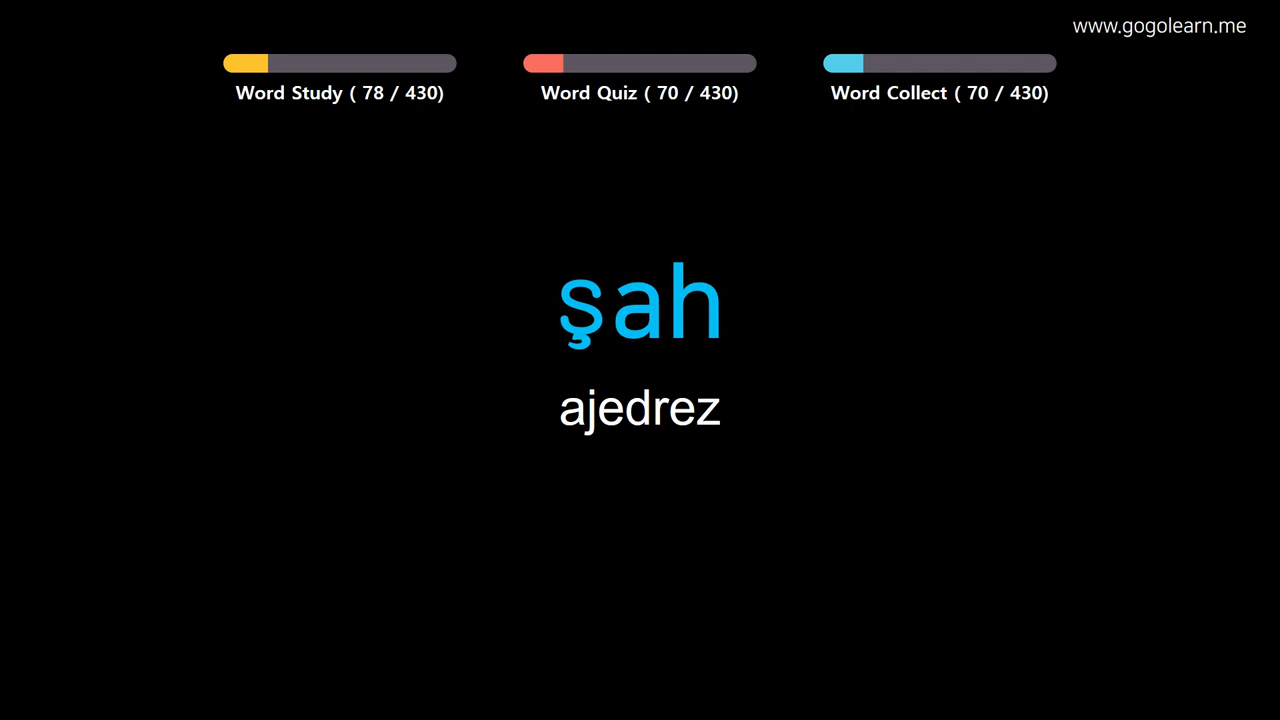 www.gogolearn.me
Word Study ( 78 / 430)
Word Quiz ( 70 / 430)
Word Collect ( 70 / 430)
şah
ajedrez